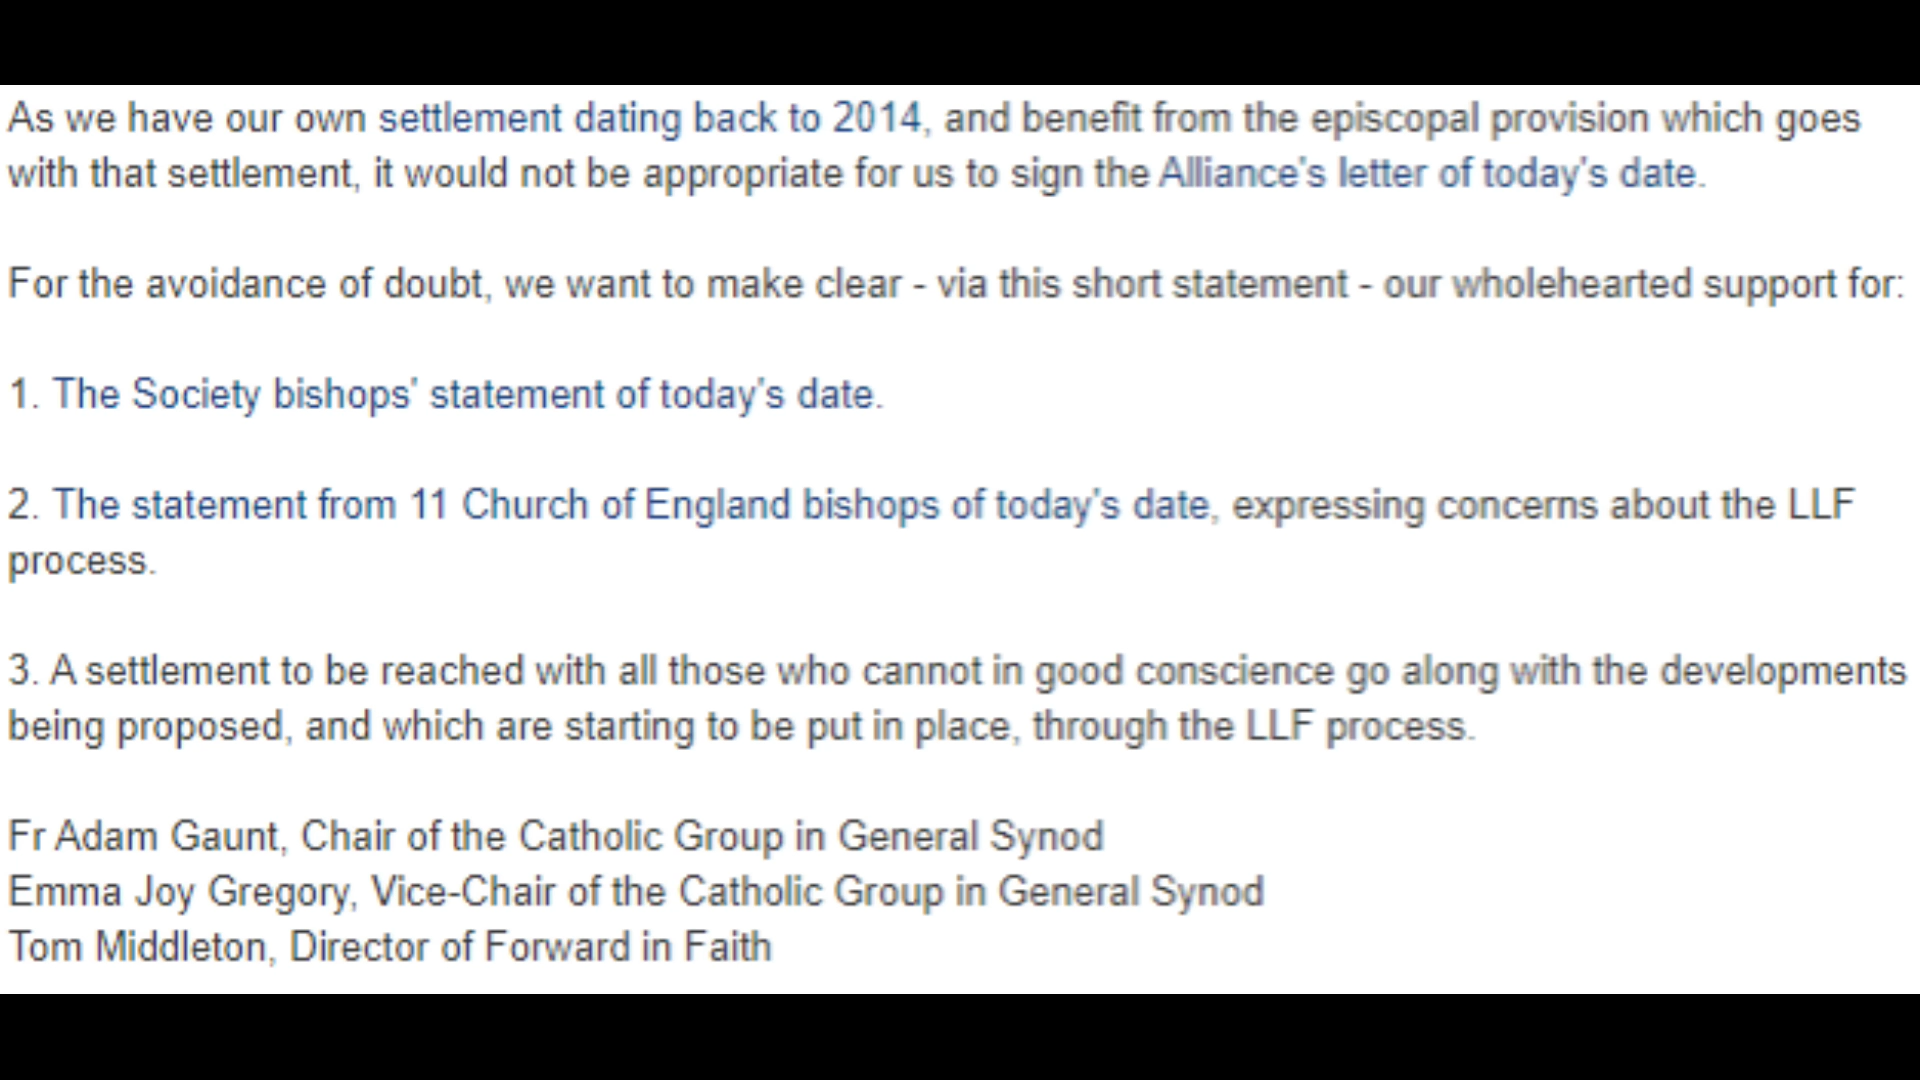 As we have our own settlement dating back to 2014, and benefit from the episcopal provision which goes
with that settlement, it would not be appropriate for us to sign the Alliance's letter of today's date.
For the avoidance of doubt, we want to make clear - via this short statement - our wholehearted support for:
1. The Society bishops' statement of today's date.
2. The statement from 11 Church of England bishops of today's date, expressing concerns about the LLF
process.
3. A settlement to be reached with all those who cannot in good conscience go along with the developments
being proposed, and which are starting to be put in place, through the LLF process.
Fr Adam Gaunt, Chair of the Catholic Group in General Synod
Emma Joy Gregory, Vice-Chair of the Catholic Group in General Synod
Tom Middleton, Director of Forward in Faith